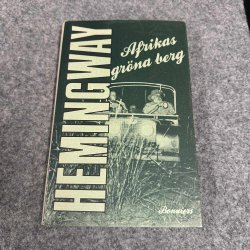 HEMINGWAY
Afrikas
gröna berg
Bonniers